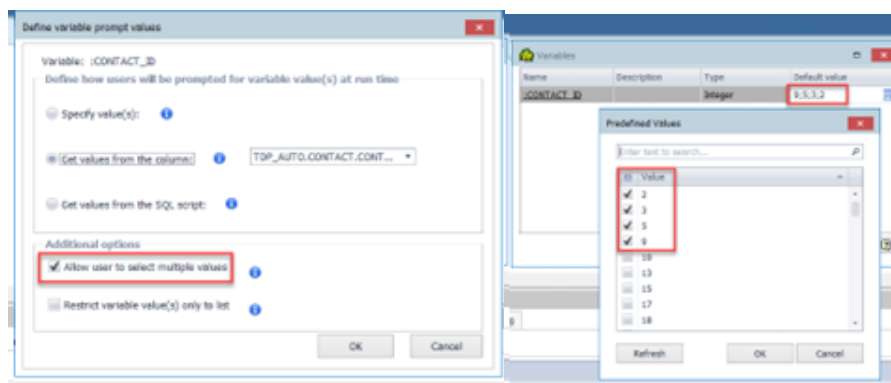 Define variable prompt values
Variable: :CONTACT_ID
Define how users will be prompted for variable value(s) at run time
Specify value(s):
Get values from the column:
TDP_AUTO.CONTACT.CONT...
Get values from the SQL script:
Additional options
Allow user to select multiple values
Restrict variable value(s) only to list
OK Cancel
Variables
Name Description Type Default value
:CONTACT_ID Integer 9;5;3;2
Predefined Values
Enter text to search...
Value
2
3
5
9
10
13
15
17
18
Refresh OK Cancel